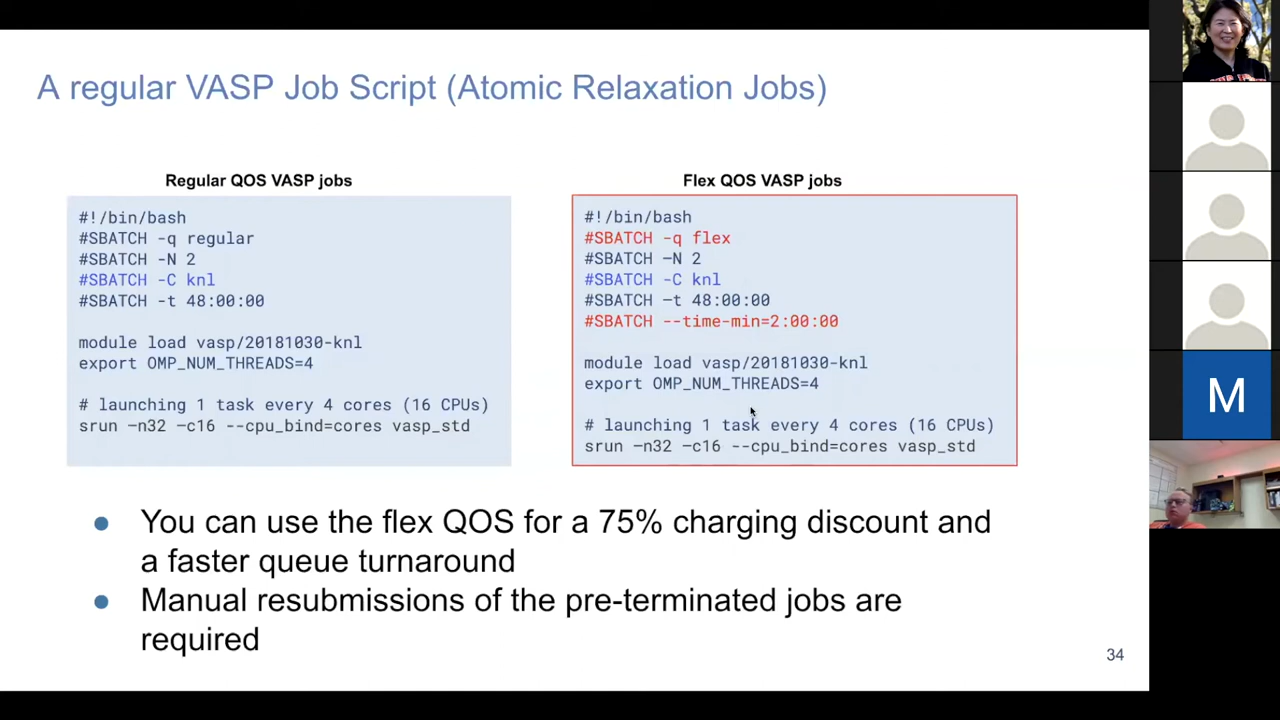 A regular VASP Job Script (Atomic Relaxation Jobs)
Regular QOS VASP jobs
#!/bin/bash
#SBATCH -q regular
#SBATCH -N 2
#SBATCH -C knl
#SBATCH -t 48:00:00
module load vasp/20181030-knl
export OMP_NUM_THREADS=4
# launching 1 task every 4 cores (16 CPUs)
srun –n32 –c16 --cpu_bind=cores vasp_std
Flex QOS VASP jobs
#!/bin/bash
#SBATCH -q flex
#SBATCH –N 2
#SBATCH -C knl
#SBATCH –t 48:00:00
#SBATCH --time-min=2:00:00
module load vasp/20181030-knl
export OMP_NUM_THREADS=4
# launching 1 task every 4 cores (16 CPUs)
srun –n32 –c16 --cpu_bind=cores vasp_std
● You can use the flex QOS for a 75% charging discount and
a faster queue turnaround
● Manual resubmissions of the pre-terminated jobs are
required
34
M